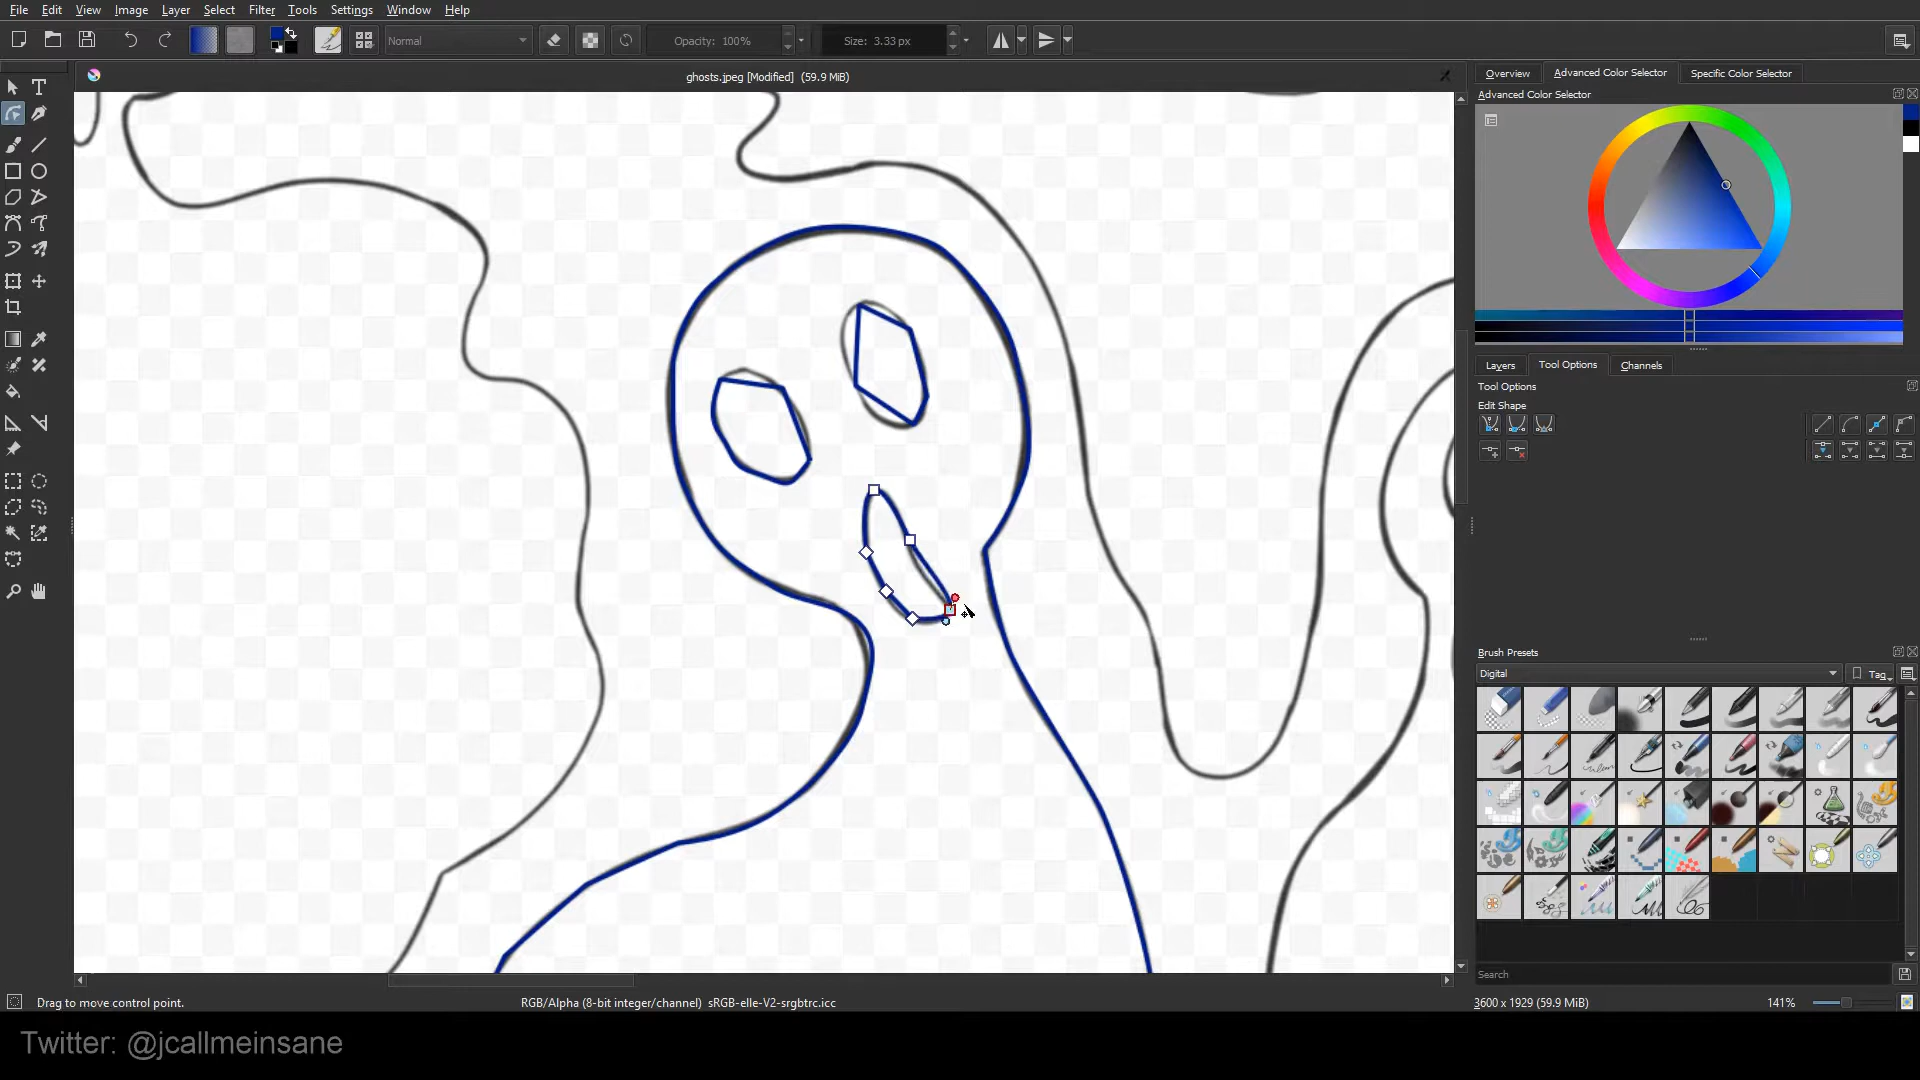 File Edit View Image Layer Select Filter Tools Settings Window Help
Normal Opacity: 100% Size: 3.33 px
ghosts.jpeg [Modified] (59.9 MiB)
Overview Advanced Color Selector Specific Color Selector
Advanced Color Selector
Layers Tool Options Channels
Tool Options
Edit Shape
Brush Presets
Digital Tag
Search
Drag to move control point. RGB/Alpha (8-bit integer/channel) sRGB-elle-V2-srgbtrc.icc 3600 x 1929 (59.9 MiB) 141%
Twitter: @jcallmeinsane